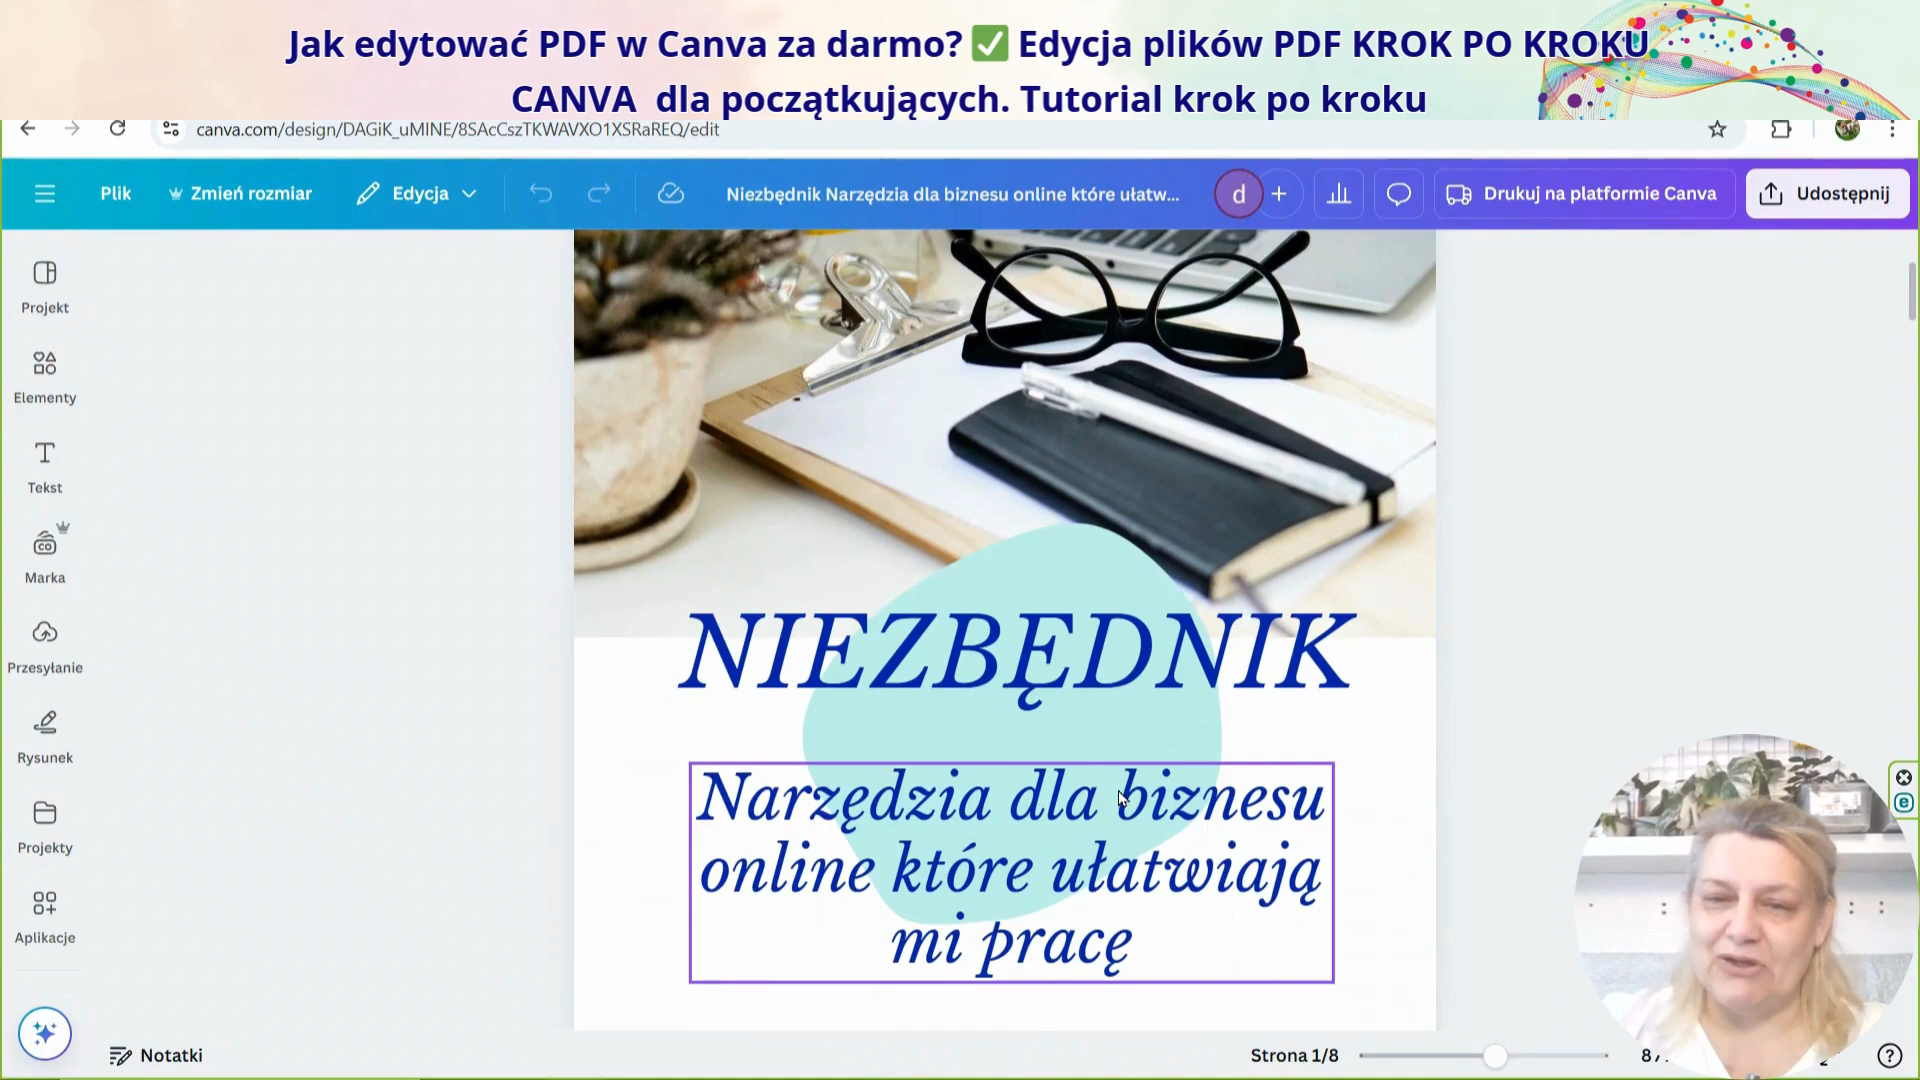 Jak edytować PDF w Canva za darmo? ✅ Edycja plików PDF KROK PO KROKU
CANVA dla początkujących. Tutorial krok po kroku
canva.com/design/DAGiK_uMINE/8SAcCszTKWAVXO1XSRaREQ/edit
Plik
Zmień rozmiar
Edycja
Niezbędnik Narzędzia dla biznesu online które ułatw...
d
Drukuj na platformie Canva
Udostępnij
Projekt
Elementy
Tekst
Marka
Przesyłanie
Rysunek
Projekty
Aplikacje
NIEZBĘDNIK
Narzędzia dla biznesu
online które ułatwiają
mi pracę
Notatki
Strona 1/8